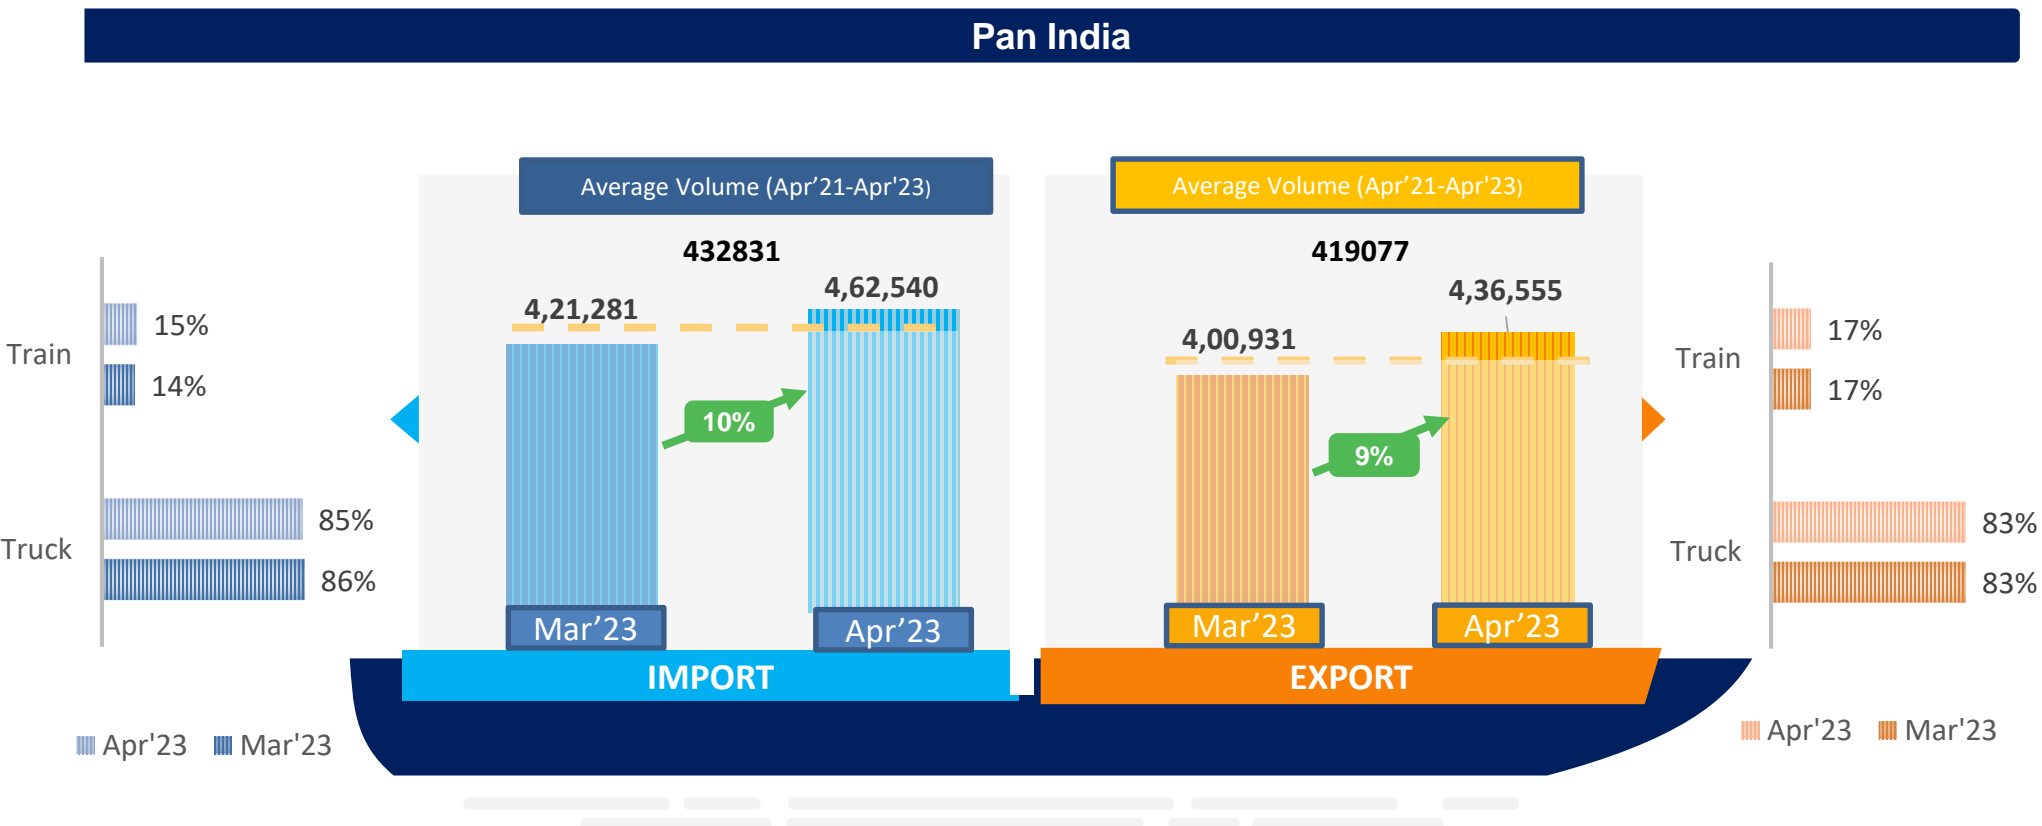 Pan India
Average Volume (Apr’21-Apr'23)
432831
4,21,281
4,62,540
10%
Mar’23
Apr’23
IMPORT
Average Volume (Apr’21-Apr'23)
419077
4,00,931
4,36,555
9%
Mar’23
Apr’23
EXPORT
Train
15%
14%
Truck
85%
86%
Apr'23 Mar'23
Train
17%
17%
Truck
83%
83%
Apr'23 Mar'23